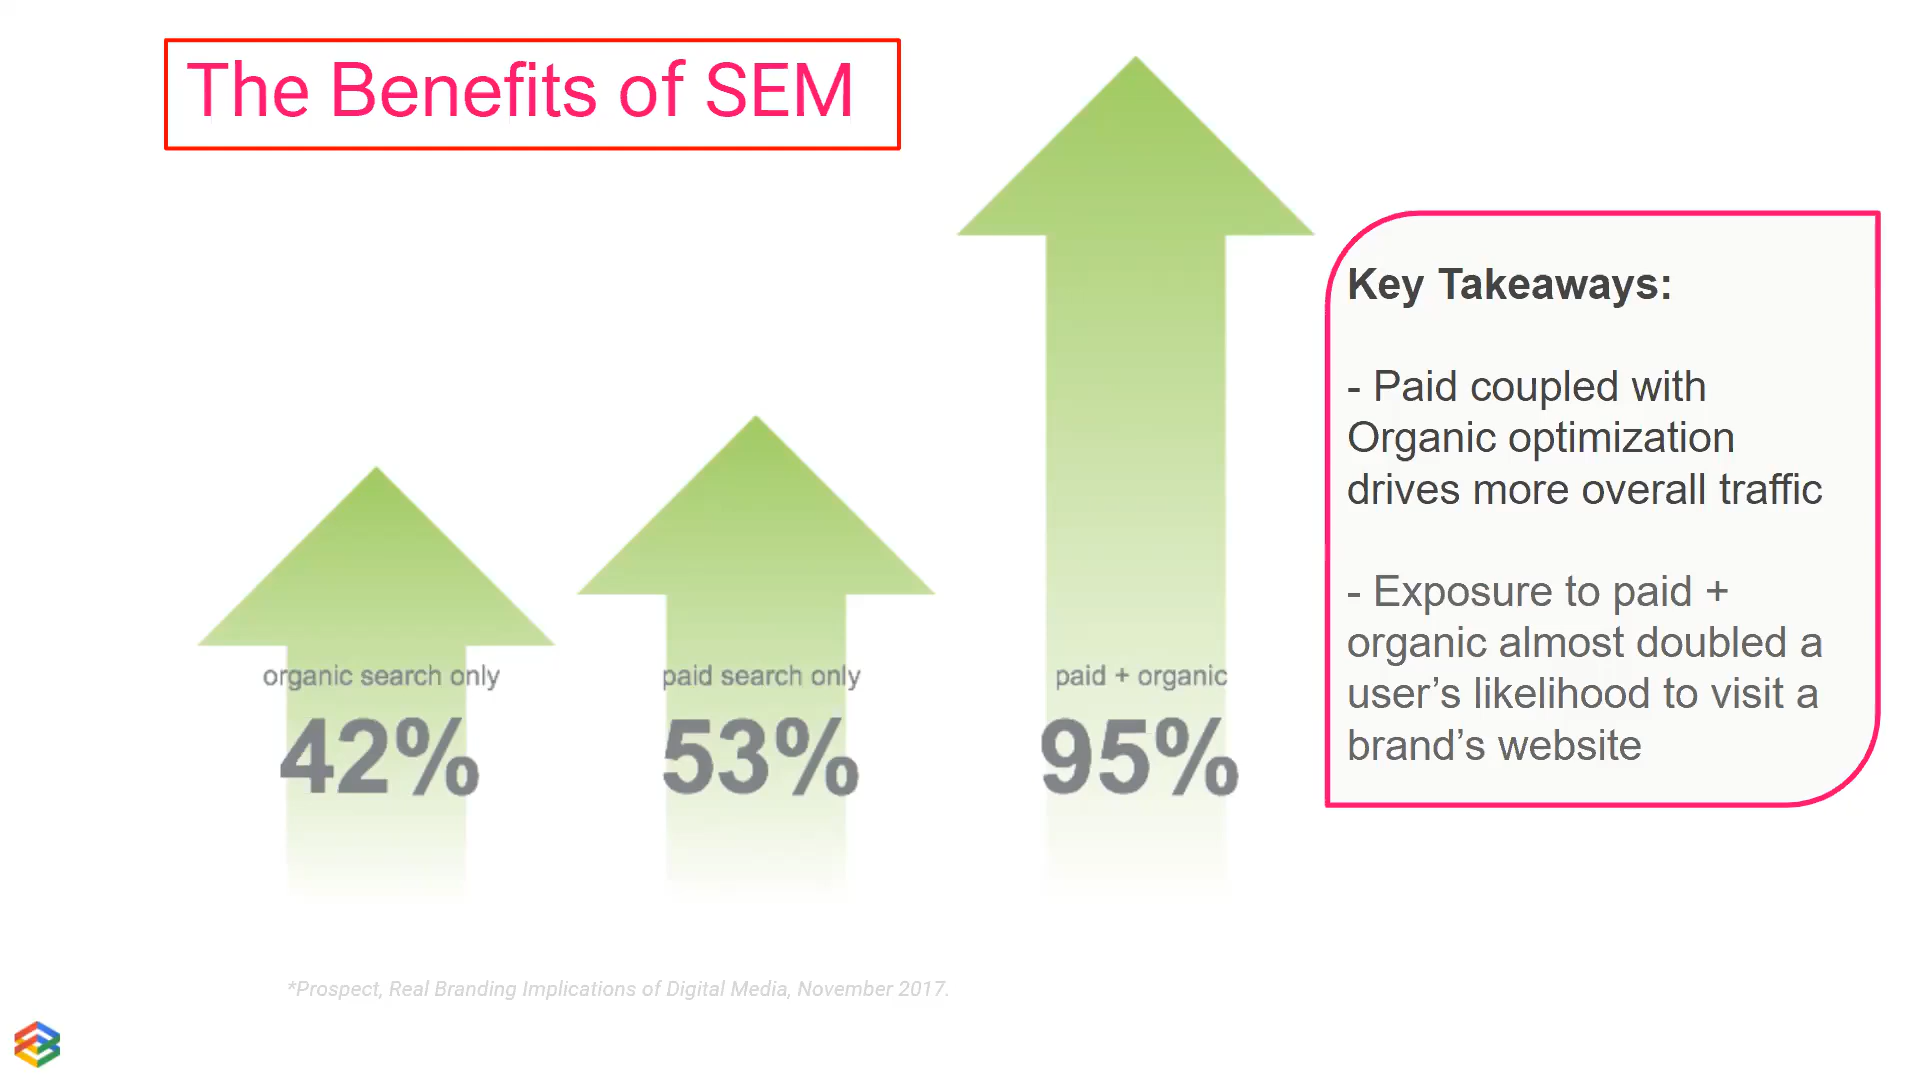 The Benefits of SEM
organic search only
42%
paid search only
53%
paid + organic
95%
Key Takeaways:
- Paid coupled with
Organic optimization
drives more overall traffic
- Exposure to paid +
organic almost doubled a
user’s likelihood to visit a
brand’s website
*Prospect, Real Branding Implications of Digital Media, November 2017.